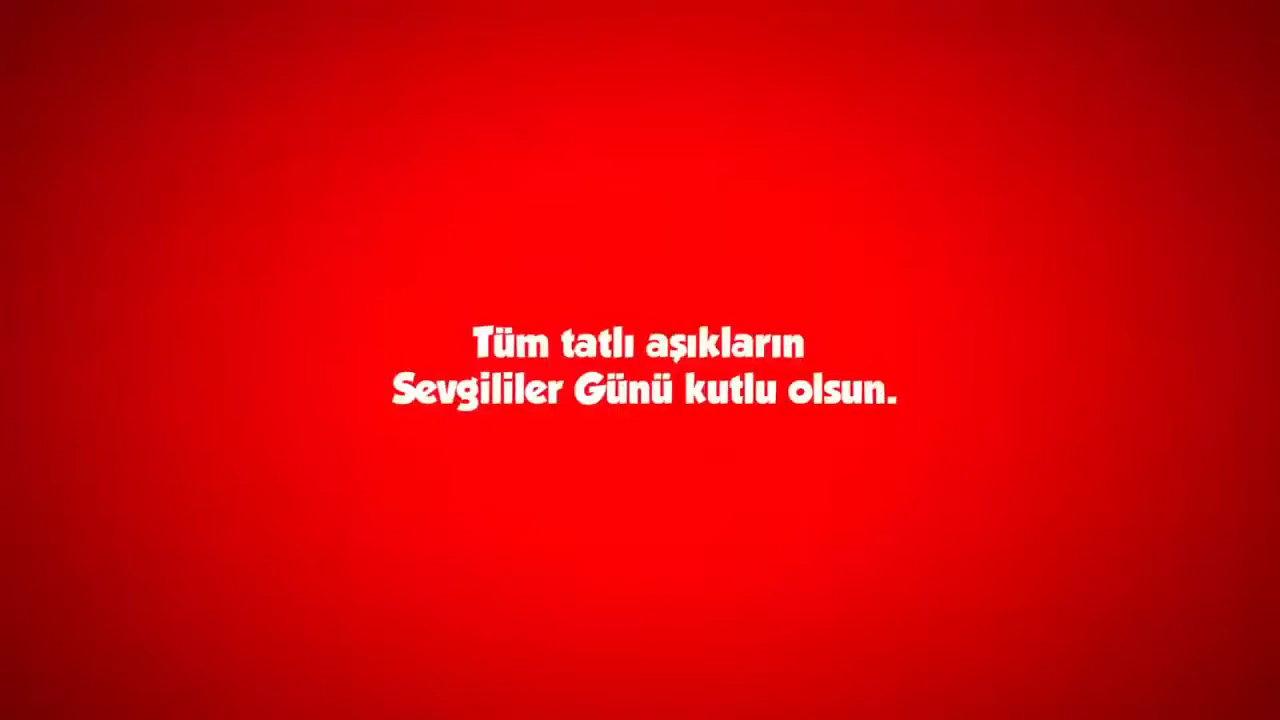 Tüm tatlı aşıkların
Sevgililer Günü kutlu olsun.